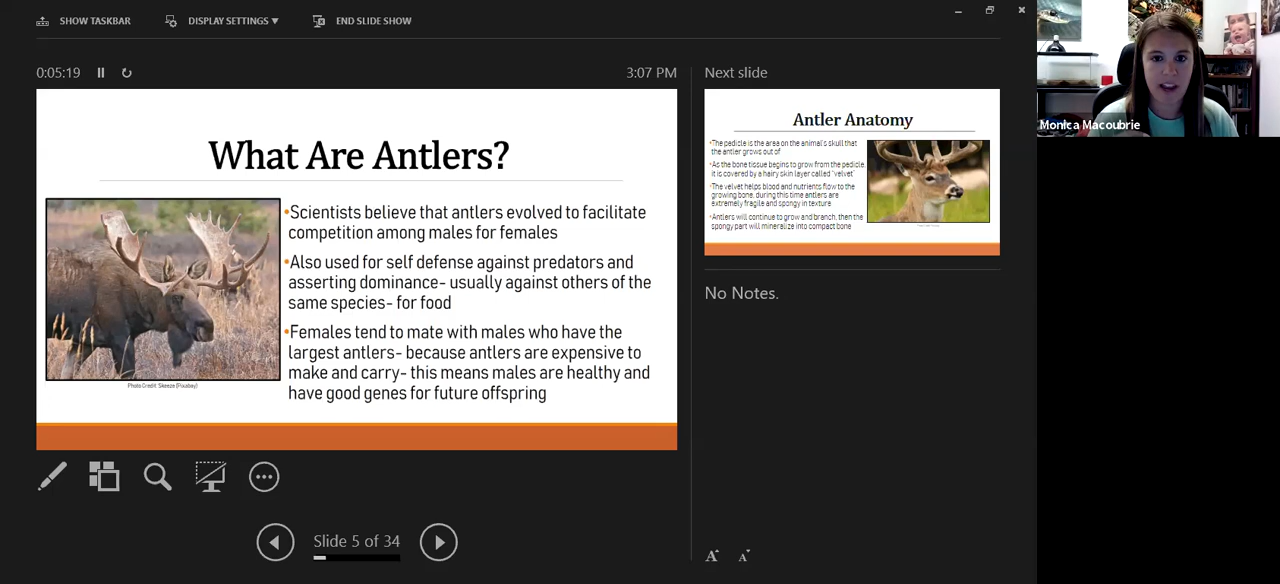 SHOW TASKBAR
DISPLAY SETTINGS ▼
END SLIDE SHOW
0:05:19
3:07 PM
What Are Antlers?
•Scientists believe that antlers evolved to facilitate
competition among males for females
•Also used for self defense against predators and
asserting dominance- usually against others of the
same species- for food
•Females tend to mate with males who have the
largest antlers- because antlers are expensive to
make and carry- this means males are healthy and
have good genes for future offspring
Photo Credit: Skeeze (Pixabay)
Slide 5 of 34
Next slide
Antler Anatomy
•The pedicle is the area on the animal's skull that
the antler grows out of
•As the bone tissue begins to grow from the pedicle,
it is covered by a hairy skin layer called "velvet"
•The velvet helps blood and nutrients flow to the
growing bone, during this time antlers are
extremely fragile and spongy in texture
•Antlers will continue to grow and branch, then the
spongy part will mineralize into compact bone
No Notes.
A A
Monica Macoubrie